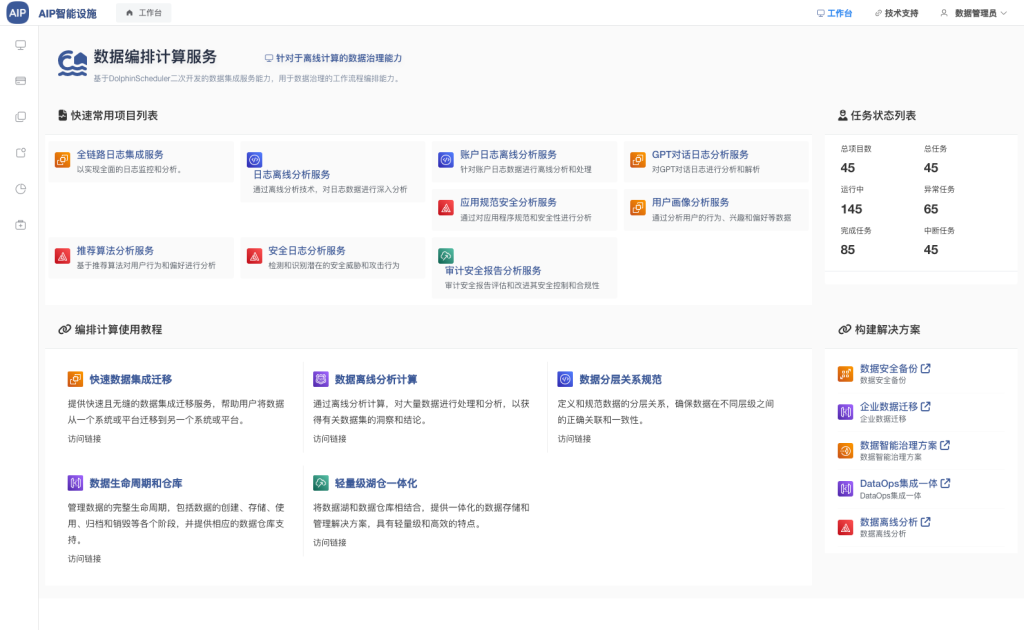 AIP AIP智能设施 工作台 工作台 技术支持 数据管理员
数据编排计算服务 针对于离线计算的数据治理能力
基于DolphinScheduler二次开发的数据集成服务能力，用于数据治理的工作流程编排能力。
快速常用项目列表
全链路日志集成服务
以实现全面的日志监控和分析。
日志离线分析服务
通过离线分析技术，对日志数据进行深入分析
账户日志离线分析服务
针对账户日志数据进行离线分析和处理
GPT对话日志分析服务
对GPT对话日志进行分析和解析
应用规范安全分析服务
通过对应用程序规范和安全性进行分析
用户画像分析服务
通过分析用户的行为、兴趣和偏好等数据
推荐算法分析服务
基于推荐算法对用户行为和偏好进行分析
安全日志分析服务
检测和识别潜在的安全威胁和攻击行为
审计安全报告分析服务
审计安全报告评估和改进其安全控制和合规性
任务状态列表
总项目数 总任务
45 45
运行中 异常任务
145 65
完成任务 中断任务
85 45
编排计算使用教程
快速数据集成迁移
提供快速且无缝的数据集成迁移服务，帮助用户将数据
从一个系统或平台迁移到另一个系统或平台。
访问链接
数据离线分析计算
通过离线分析计算，对大量数据进行处理和分析，以获
得有关数据集的洞察和结论。
访问链接
数据分层关系规范
定义和规范数据的分层关系，确保数据在不同层级之间
的正确关联和一致性。
访问链接
数据生命周期和仓库
管理数据的完整生命周期，包括数据的创建、存储、使
用、归档和销毁等各个阶段，并提供相应的数据仓库支
持。
访问链接
轻量级湖仓一体化
将数据湖和数据仓库相结合，提供一体化的数据存储和
管理解决方案，具有轻量级和高效的特点。
访问链接
构建解决方案
数据安全备份
数据安全备份
企业数据迁移
企业数据迁移
数据智能治理方案
数据智能治理方案
DataOps集成一体
DataOps集成一体
数据离线分析
数据离线分析